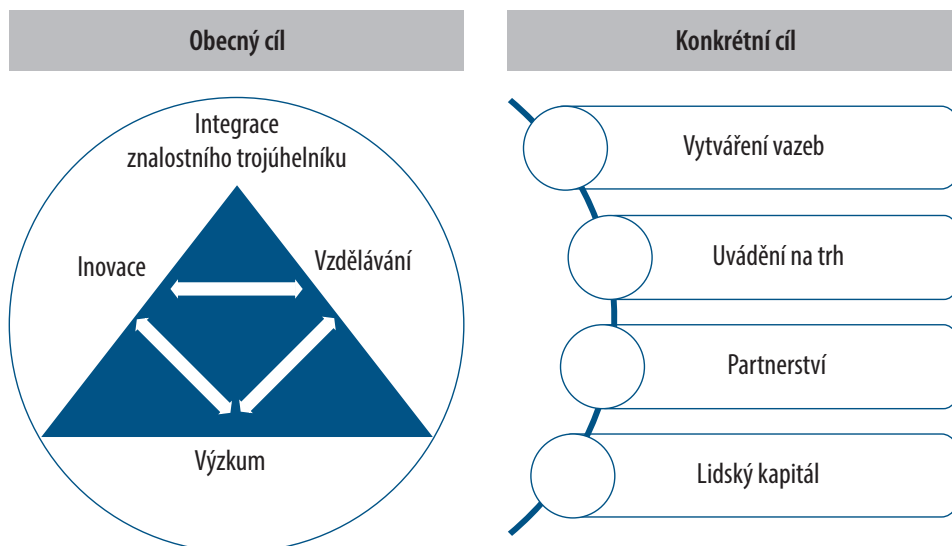 Obecný cíl
Integrace
znalostního trojúhelníku
Inovace
Vzdělávání
Výzkum
Konkrétní cíl
Vytváření vazeb
Uvádění na trh
Partnerství
Lidský kapitál